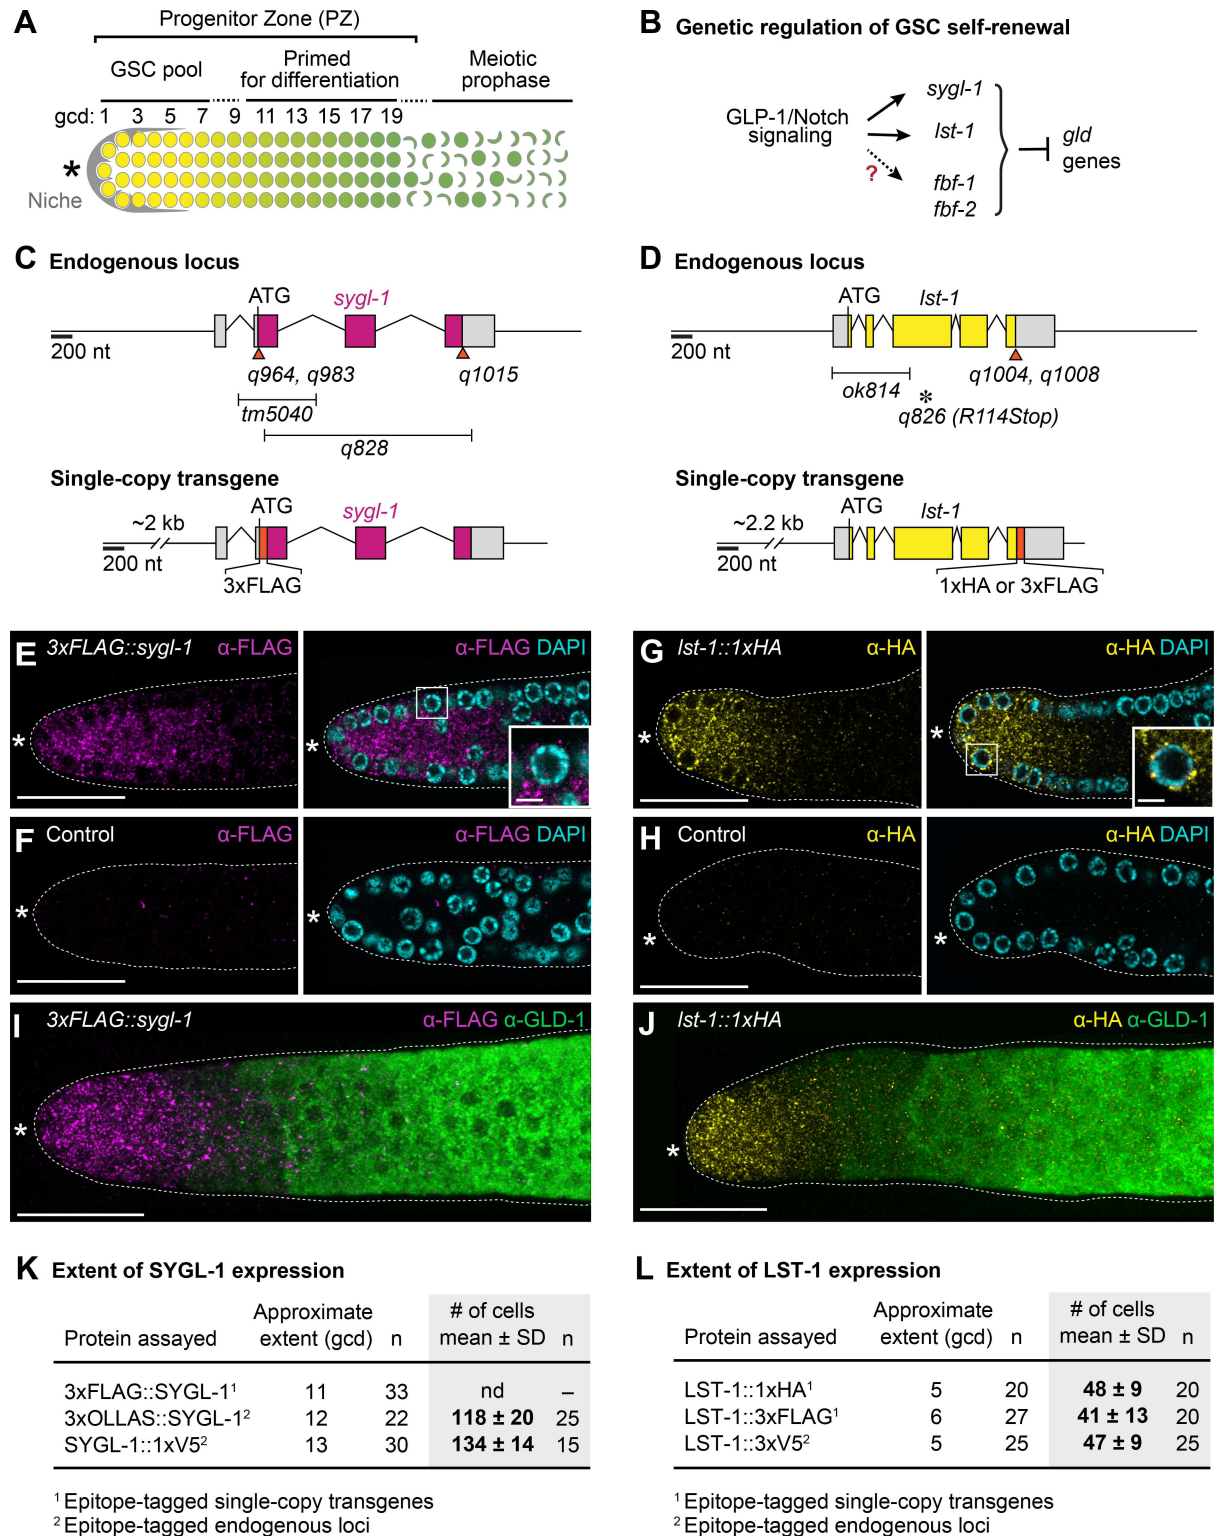 A
Progenitor Zone (PZ)
GSC pool
Primed
for differentiation
Meiotic
prophase
gcd: 1 3 5 7 9 11 13 15 17 19
*
Niche
B Genetic regulation of GSC self-renewal
GLP-1/Notch
signaling
sygl-1
lst-1
?
fbf-1
fbf-2
gld
genes
C Endogenous locus
ATG
sygl-1
200 nt
q964, q983
q1015
tm5040
q828
Single-copy transgene
~2 kb
ATG
sygl-1
200 nt
3xFLAG
D Endogenous locus
ATG
lst-1
200 nt
ok814
q1004, q1008
*
q826 (R114Stop)
Single-copy transgene
~2.2 kb
ATG
lst-1
200 nt
1xHA or 3xFLAG
E 3xFLAG::sygl-1 α-FLAG
*
α-FLAG DAPI
*
G lst-1::1xHA α-HA
*
α-HA DAPI
*
F Control α-FLAG
*
α-FLAG DAPI
*
H Control α-HA
*
α-HA DAPI
*
I 3xFLAG::sygl-1 α-FLAG α-GLD-1
*
J lst-1::1xHA α-HA α-GLD-1
*
K Extent of SYGL-1 expression
Protein assayed Approximate extent (gcd) n # of cells mean ± SD n
3xFLAG::SYGL-1¹ 11 33 nd –
3xOLLAS::SYGL-1² 12 22 118 ± 20 25
SYGL-1::1xV5² 13 30 134 ± 14 15
¹ Epitope-tagged single-copy transgenes
² Epitope-tagged endogenous loci
L Extent of LST-1 expression
Protein assayed Approximate extent (gcd) n # of cells mean ± SD n
LST-1::1xHA¹ 5 20 48 ± 9 20
LST-1::3xFLAG¹ 6 27 41 ± 13 20
LST-1::3xV5² 5 25 47 ± 9 25
¹ Epitope-tagged single-copy transgenes
² Epitope-tagged endogenous loci